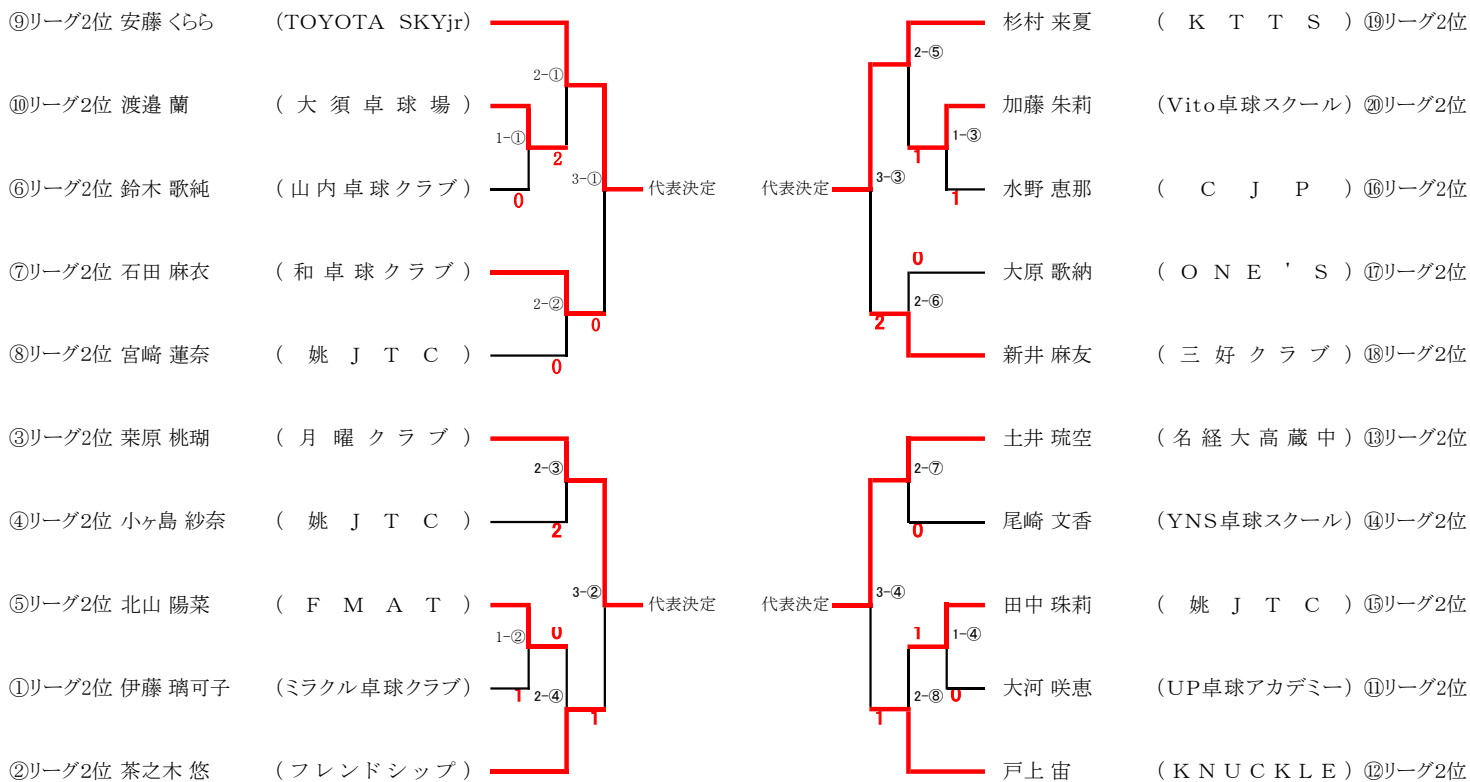 ⑨リーグ2位 安藤 くらら (TOYOTA SKYjr)
2-①
⑩リーグ2位 渡邉 蘭 (大須卓球場)
1-①
2
⑥リーグ2位 鈴木 歌純 (山内卓球クラブ)
0
3-①
代表決定
⑦リーグ2位 石田 麻衣 (和卓球クラブ)
2-②
0
⑧リーグ2位 宮﨑 蓮奈 (姚JTC)
0
③リーグ2位 桒原 桃瑚 (月曜クラブ)
2-③
④リーグ2位 小ヶ島 紗奈 (姚JTC)
2
3-②
代表決定
⑤リーグ2位 北山 陽菜 (FMAT)
1-②
0
①リーグ2位 伊藤 璃可子 (ミラクル卓球クラブ)
1
2-④
1
②リーグ2位 茶之木 悠 (フレンドシップ)
杉村 来夏 (KTTS) ⑲リーグ2位
2-⑤
加藤 朱莉 (Vito卓球スクール) ⑳リーグ2位
1-③
1
水野 恵那 (CJP) ⑯リーグ2位
1
代表決定
3-③
0
大原 歌納 (ONE'S) ⑰リーグ2位
2-⑥
2
新井 麻友 (三好クラブ) ⑱リーグ2位
土井 琉空 (名経大高蔵中) ⑬リーグ2位
2-⑦
尾崎 文香 (YNS卓球スクール) ⑭リーグ2位
0
代表決定
3-④
田中 珠莉 (姚JTC) ⑮リーグ2位
1
1-④
大河 咲恵 (UP卓球アカデミー) ⑪リーグ2位
2-⑧
0
1
戸上 宙 (KNUCKLE) ⑫リーグ2位